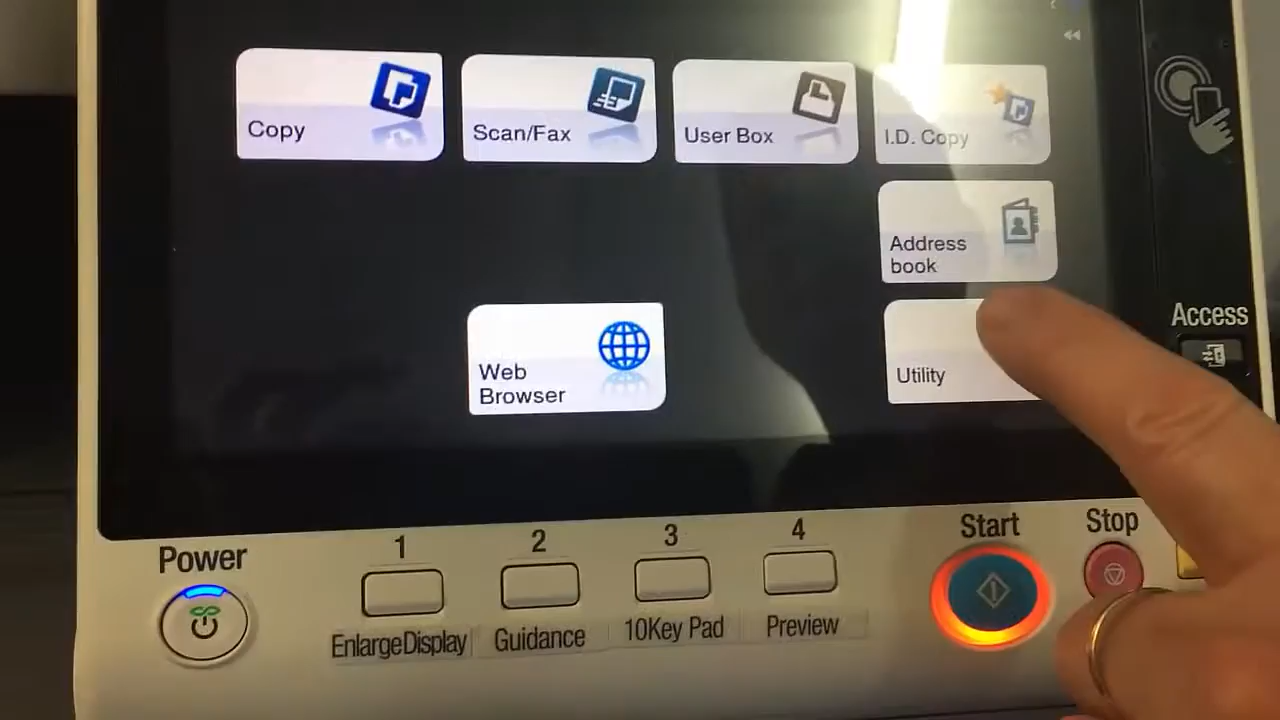 Copy
Scan/Fax
User Box
I.D. Copy
Address
book
Web
Browser
Utility
Access
Power
1
2
3
4
Start
Stop
EnlargeDisplay
Guidance
10Key Pad
Preview